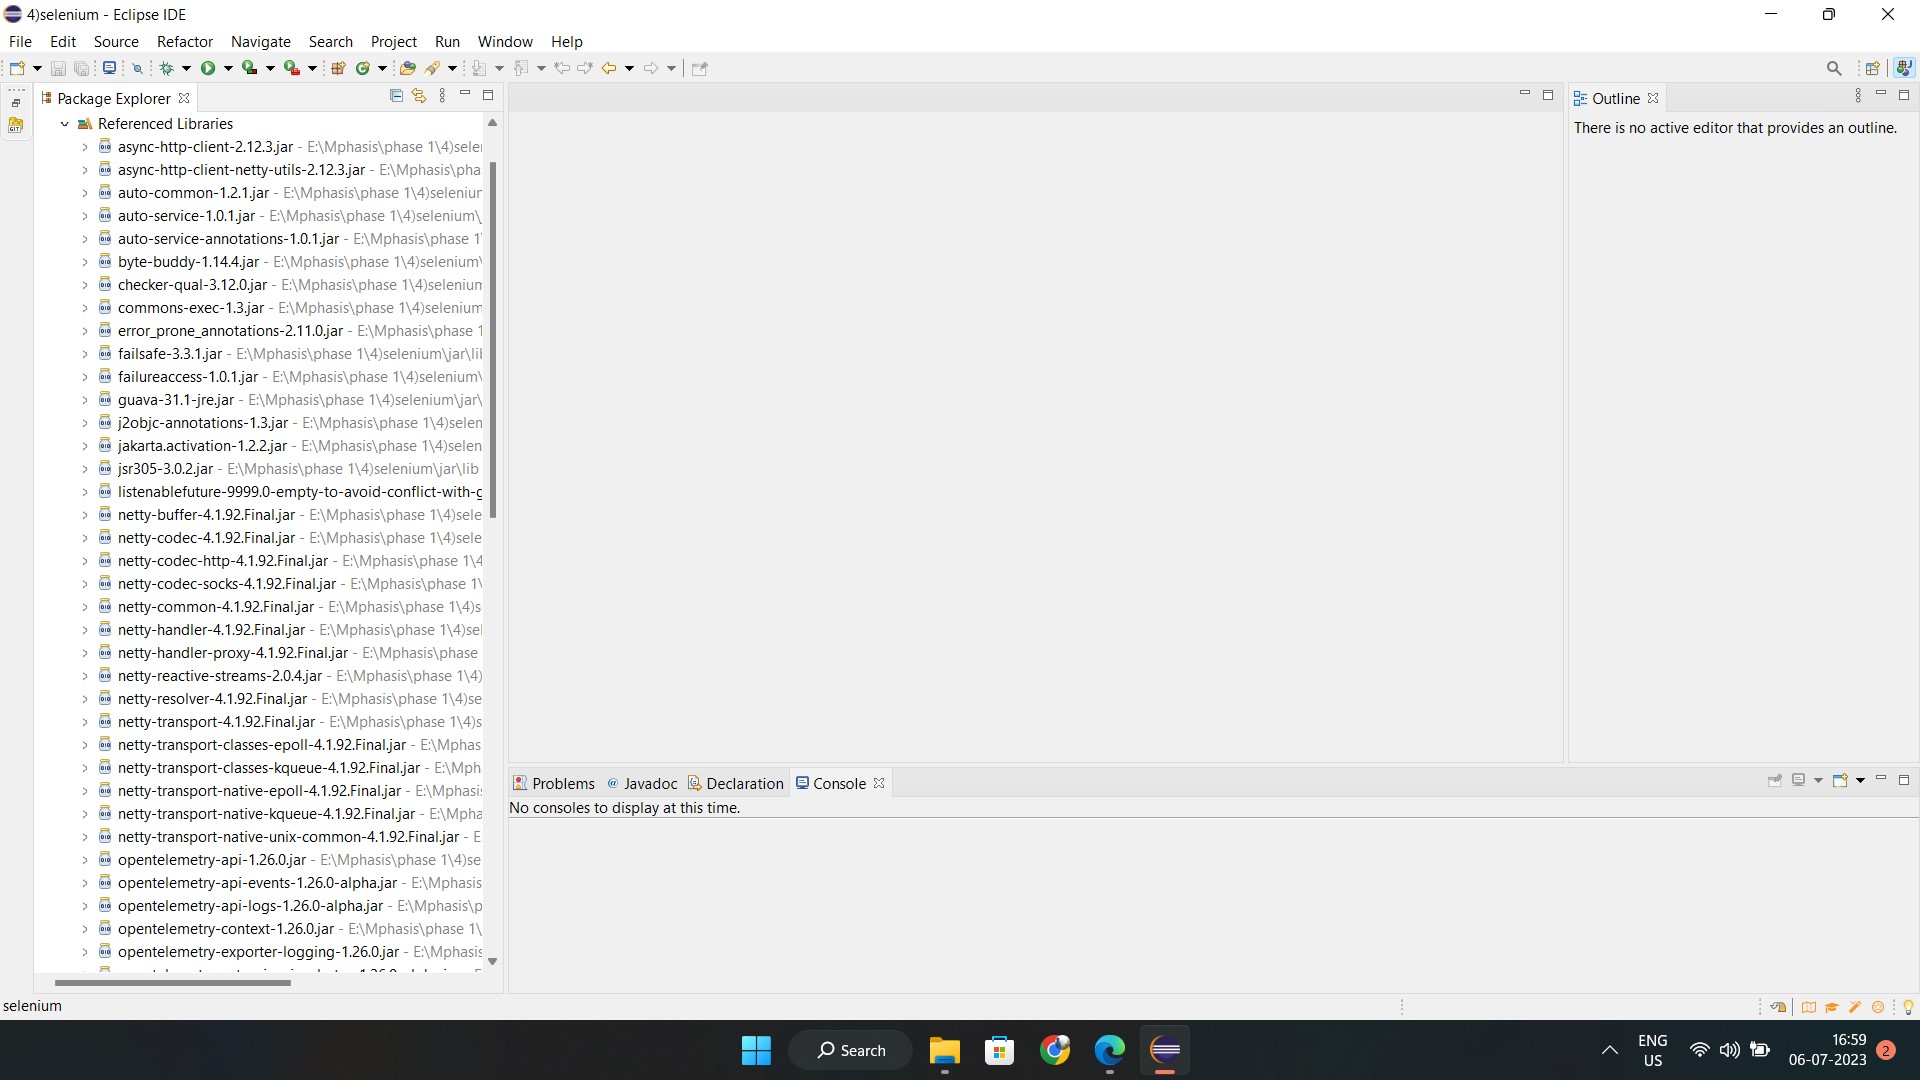 4)selenium - Eclipse IDE
File Edit Source Refactor Navigate Search Project Run Window Help
Package Explorer
Referenced Libraries
async-http-client-2.12.3.jar - E:\Mphasis\phase 1\4)sele
async-http-client-netty-utils-2.12.3.jar - E:\Mphasis\pha
auto-common-1.2.1.jar - E:\Mphasis\phase 1\4)seleniu
auto-service-1.0.1.jar - E:\Mphasis\phase 1\4)selenium\
auto-service-annotations-1.0.1.jar - E:\Mphasis\phase 1
byte-buddy-1.14.4.jar - E:\Mphasis\phase 1\4)selenium\
checker-qual-3.12.0.jar - E:\Mphasis\phase 1\4)selenium
commons-exec-1.3.jar - E:\Mphasis\phase 1\4)selenium
error_prone_annotations-2.11.0.jar - E:\Mphasis\phase 1
failsafe-3.3.1.jar - E:\Mphasis\phase 1\4)selenium\jar\lib
failureaccess-1.0.1.jar - E:\Mphasis\phase 1\4)selenium\
guava-31.1-jre.jar - E:\Mphasis\phase 1\4)selenium\jar\
j2objc-annotations-1.3.jar - E:\Mphasis\phase 1\4)selen
jakarta.activation-1.2.2.jar - E:\Mphasis\phase 1\4)selen
jsr305-3.0.2.jar - E:\Mphasis\phase 1\4)selenium\jar\lib
listenablefuture-9999.0-empty-to-avoid-conflict-with-g
netty-buffer-4.1.92.Final.jar - E:\Mphasis\phase 1\4)sele
netty-codec-4.1.92.Final.jar - E:\Mphasis\phase 1\4)sele
netty-codec-http-4.1.92.Final.jar - E:\Mphasis\phase 1\4
netty-codec-socks-4.1.92.Final.jar - E:\Mphasis\phase 1\
netty-common-4.1.92.Final.jar - E:\Mphasis\phase 1\4)s
netty-handler-4.1.92.Final.jar - E:\Mphasis\phase 1\4)sel
netty-handler-proxy-4.1.92.Final.jar - E:\Mphasis\phase
netty-reactive-streams-2.0.4.jar - E:\Mphasis\phase 1\4)
netty-resolver-4.1.92.Final.jar - E:\Mphasis\phase 1\4)se
netty-transport-4.1.92.Final.jar - E:\Mphasis\phase 1\4)s
netty-transport-classes-epoll-4.1.92.Final.jar - E:\Mphas
netty-transport-classes-kqueue-4.1.92.Final.jar - E:\Mph
netty-transport-native-epoll-4.1.92.Final.jar - E:\Mphasis
netty-transport-native-kqueue-4.1.92.Final.jar - E:\Mpha
netty-transport-native-unix-common-4.1.92.Final.jar - E
opentelemetry-api-1.26.0.jar - E:\Mphasis\phase 1\4)se
opentelemetry-api-events-1.26.0-alpha.jar - E:\Mphasis
opentelemetry-api-logs-1.26.0-alpha.jar - E:\Mphasis\p
opentelemetry-context-1.26.0.jar - E:\Mphasis\phase 1\
opentelemetry-exporter-logging-1.26.0.jar - E:\Mphasis
Outline
There is no active editor that provides an outline.
Problems @ Javadoc Declaration Console
No consoles to display at this time.
selenium
Search
ENG
US
16:59
06-07-2023
2